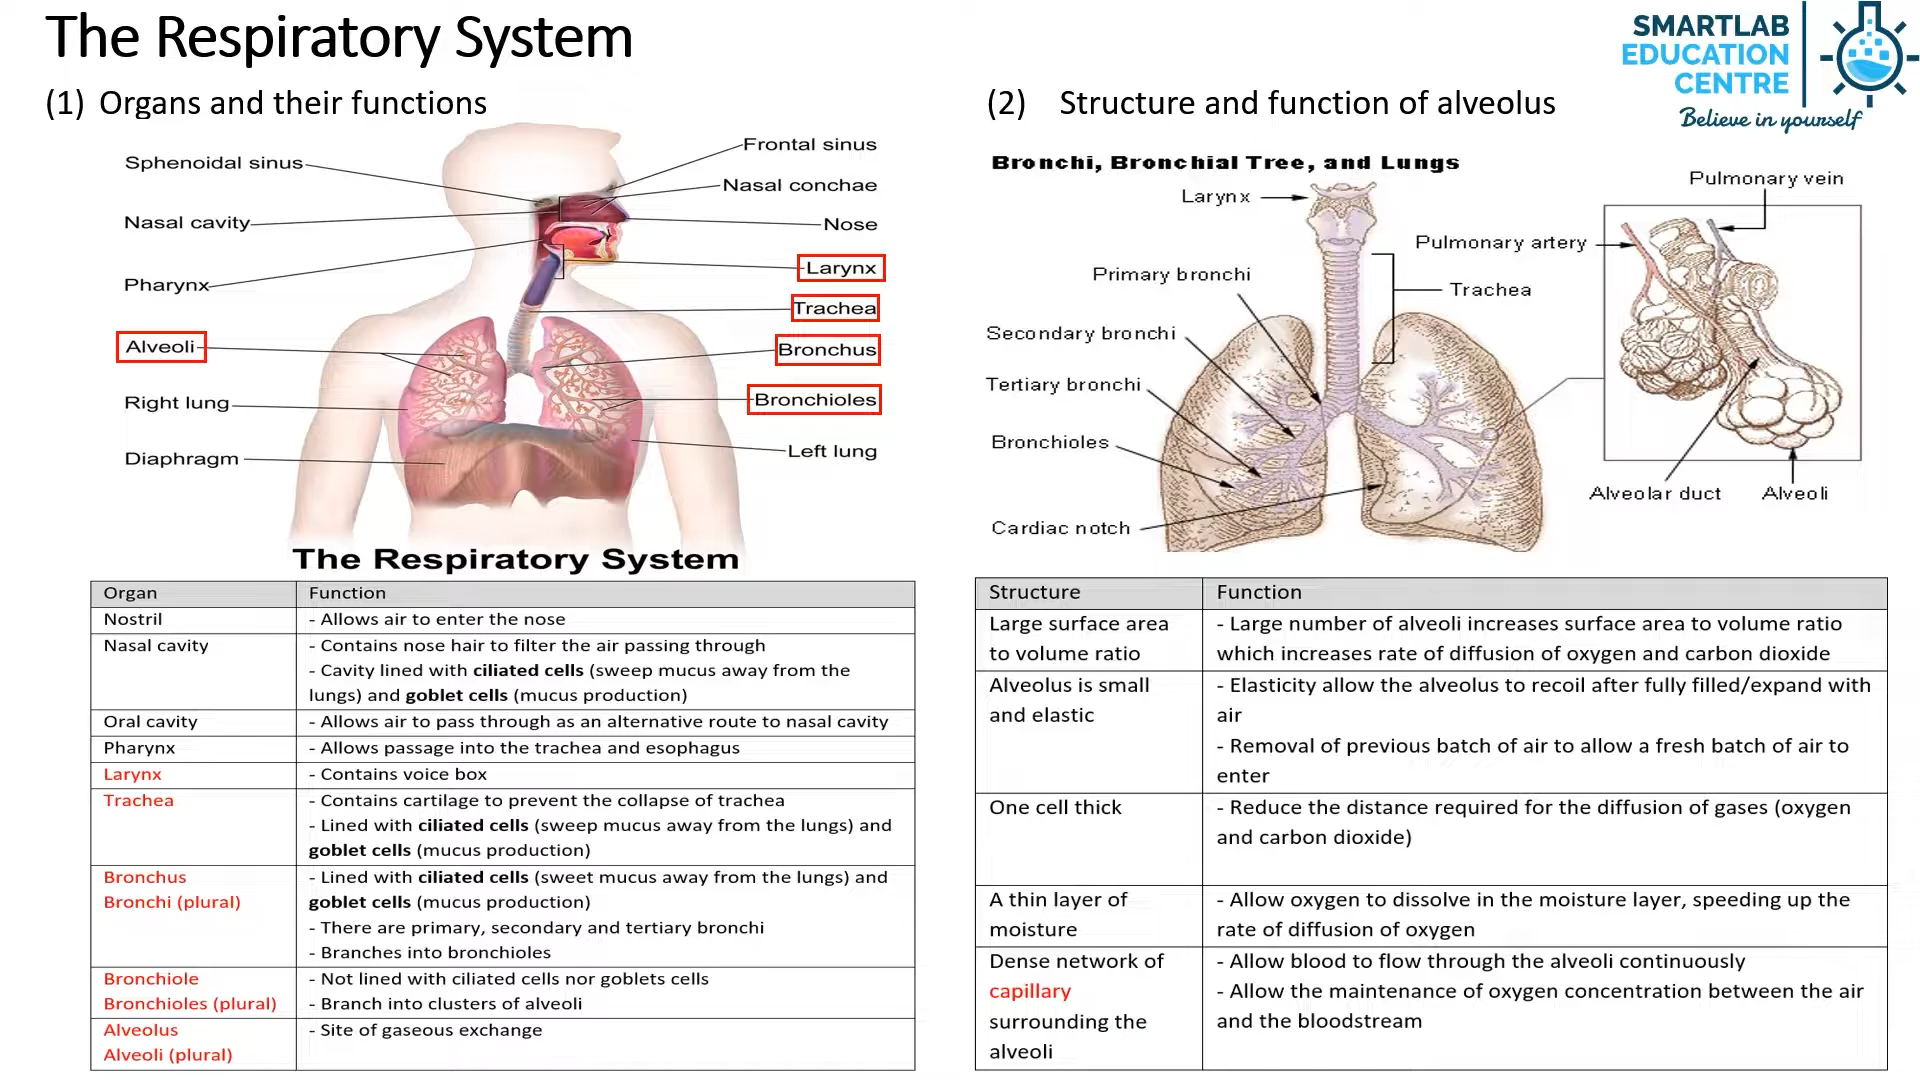 The Respiratory System
SMARTLAB
EDUCATION
CENTRE
Believe in yourself
(1) Organs and their functions
Sphenoidal sinus
Nasal cavity
Pharynx
Alveoli
Right lung
Diaphragm
Frontal sinus
Nasal conchae
Nose
Larynx
Trachea
Bronchus
Bronchioles
Left lung
The Respiratory System
Organ Function
Nostril - Allows air to enter the nose
Nasal cavity - Contains nose hair to filter the air passing through
- Cavity lined with ciliated cells (sweep mucus away from the
lungs) and goblet cells (mucus production)
Oral cavity - Allows air to pass through as an alternative route to nasal cavity
Pharynx - Allows passage into the trachea and esophagus
Larynx - Contains voice box
Trachea - Contains cartilage to prevent the collapse of trachea
- Lined with ciliated cells (sweep mucus away from the lungs) and
goblet cells (mucus production)
Bronchus - Lined with ciliated cells (sweet mucus away from the lungs) and
Bronchi (plural) goblet cells (mucus production)
- There are primary, secondary and tertiary bronchi
- Branches into bronchioles
Bronchiole - Not lined with ciliated cells nor goblets cells
Bronchioles (plural) - Branch into clusters of alveoli
Alveolus - Site of gaseous exchange
Alveoli (plural)
(2) Structure and function of alveolus
Bronchi, Bronchial Tree, and Lungs
Larynx
Primary bronchi
Secondary bronchi
Tertiary bronchi
Bronchioles
Cardiac notch
Trachea
Pulmonary vein
Pulmonary artery
Alveolar duct
Alveoli
Structure Function
Large surface area - Large number of alveoli increases surface area to volume ratio
to volume ratio which increases rate of diffusion of oxygen and carbon dioxide
Alveolus is small - Elasticity allow the alveolus to recoil after fully filled/expand with
and elastic air
- Removal of previous batch of air to allow a fresh batch of air to
enter
One cell thick - Reduce the distance required for the diffusion of gases (oxygen
and carbon dioxide)
A thin layer of - Allow oxygen to dissolve in the moisture layer, speeding up the
moisture rate of diffusion of oxygen
Dense network of - Allow blood to flow through the alveoli continuously
capillary - Allow the maintenance of oxygen concentration between the air
surrounding the and the bloodstream
alveoli